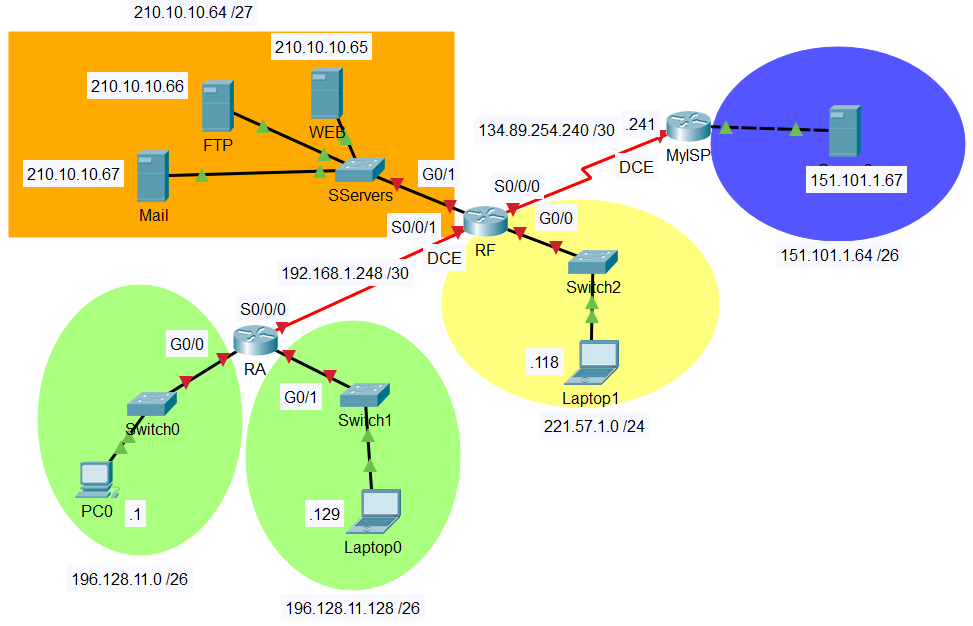 210.10.10.64 /27
210.10.10.65
210.10.10.66
FTP
WEB
210.10.10.67
Mail
SServers
G0/1
S0/0/0
134.89.254.240 /30
.241
DCE
MyISP
151.101.1.67
151.101.1.64 /26
S0/0/1
DCE
RF
G0/0
192.168.1.248 /30
Switch2
.118
Laptop1
221.57.1.0 /24
S0/0/0
RA
G0/0
G0/1
Switch0
PC0
.1
196.128.11.0 /26
Switch1
.129
Laptop0
196.128.11.128 /26